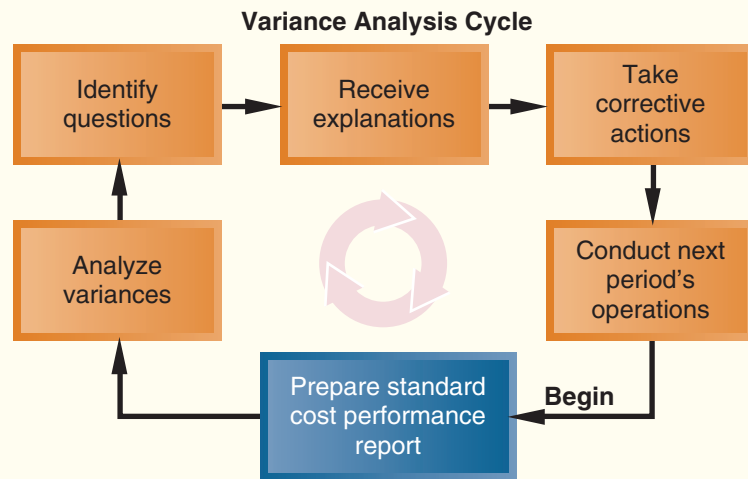 Variance Analysis Cycle
Identify
questions
Receive
explanations
Take
corrective
actions
Analyze
variances
Conduct next
period's
operations
Prepare standard
cost performance
report
Begin